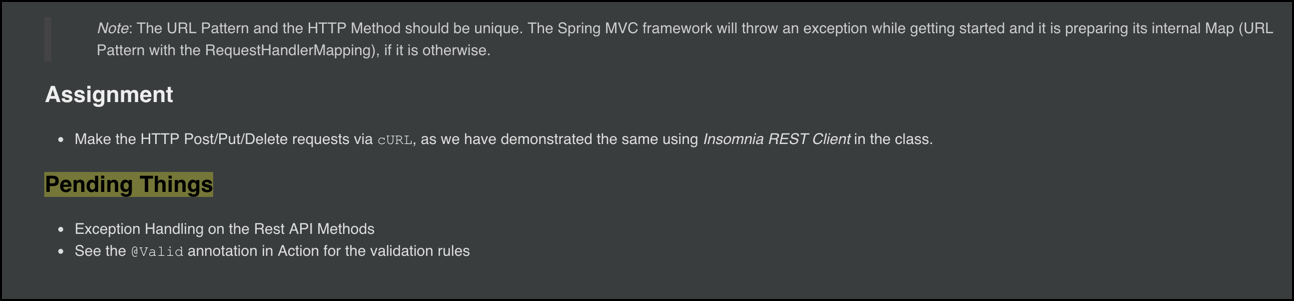 Note: The URL Pattern and the HTTP Method should be unique. The Spring MVC framework will throw an exception while getting started and it is preparing its internal Map (URL
Pattern with the RequestHandlerMapping), if it is otherwise.
Assignment
• Make the HTTP Post/Put/Delete requests via cURL, as we have demonstrated the same using Insomnia REST Client in the class.
Pending Things
• Exception Handling on the Rest API Methods
• See the @Valid annotation in Action for the validation rules